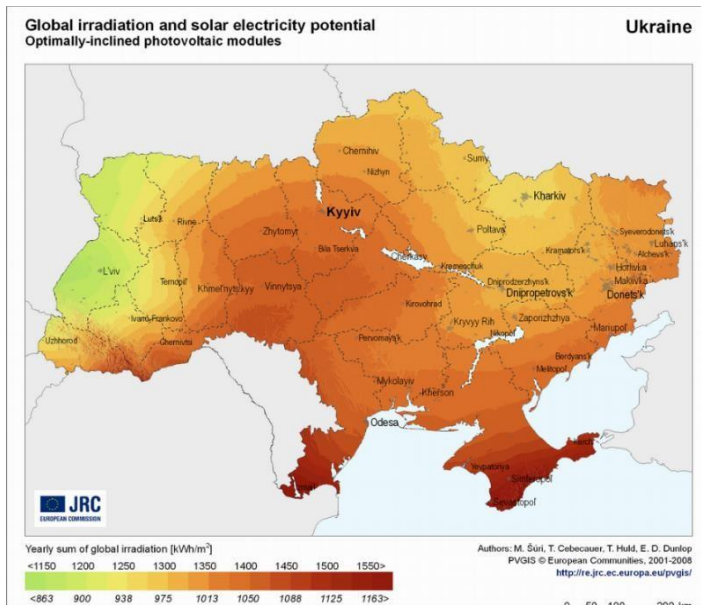 Global irradiation and solar electricity potential
Optimally-inclined photovoltaic modules
Ukraine
Chernihiv
Sumy
Nizhyn
Kharkiv
Kyyiv
Luts'k
Rivne
Zhytomyr
Poltava
Syeverodonets'k
Bila Tserkva
Cherkasy
Kramators'k
Luhans'k
L'viv
Kremenchuk
Alchevs'k
Ternopil'
Khmel'nyts'kyy
Vinnytsya
Dniprodzerzhyns'k
Horlivka
Dnipropetrovs'k
Makiivka
Donets'k
Kirovohrad
Ivano-Frankovo
Kryvyy Rih
Zaporizhzhya
Uzhhorod
Chernivtsi
Pervomays'k
Nikopol'
Mariupol'
Berdyans'k
Melitopol'
Mykolayiv
Kherson
Odesa
Kerch
Yevpatoriya
Simferopol'
Izmayil
Sevastopol'
JRC
EUROPEAN COMMISSION
Yearly sum of global irradiation [kWh/m²]
Authors: M. Šúri, T. Cebecauer, T. Huld, E. D. Dunlop
PVGIS © European Communities, 2001-2008
http://re.jrc.ec.europa.eu/pvgis/
<1150 1200 1250 1300 1350 1400 1450 1500 1550>
<863 900 938 975 1013 1050 1088 1125 1163>
0 50 100 200 km